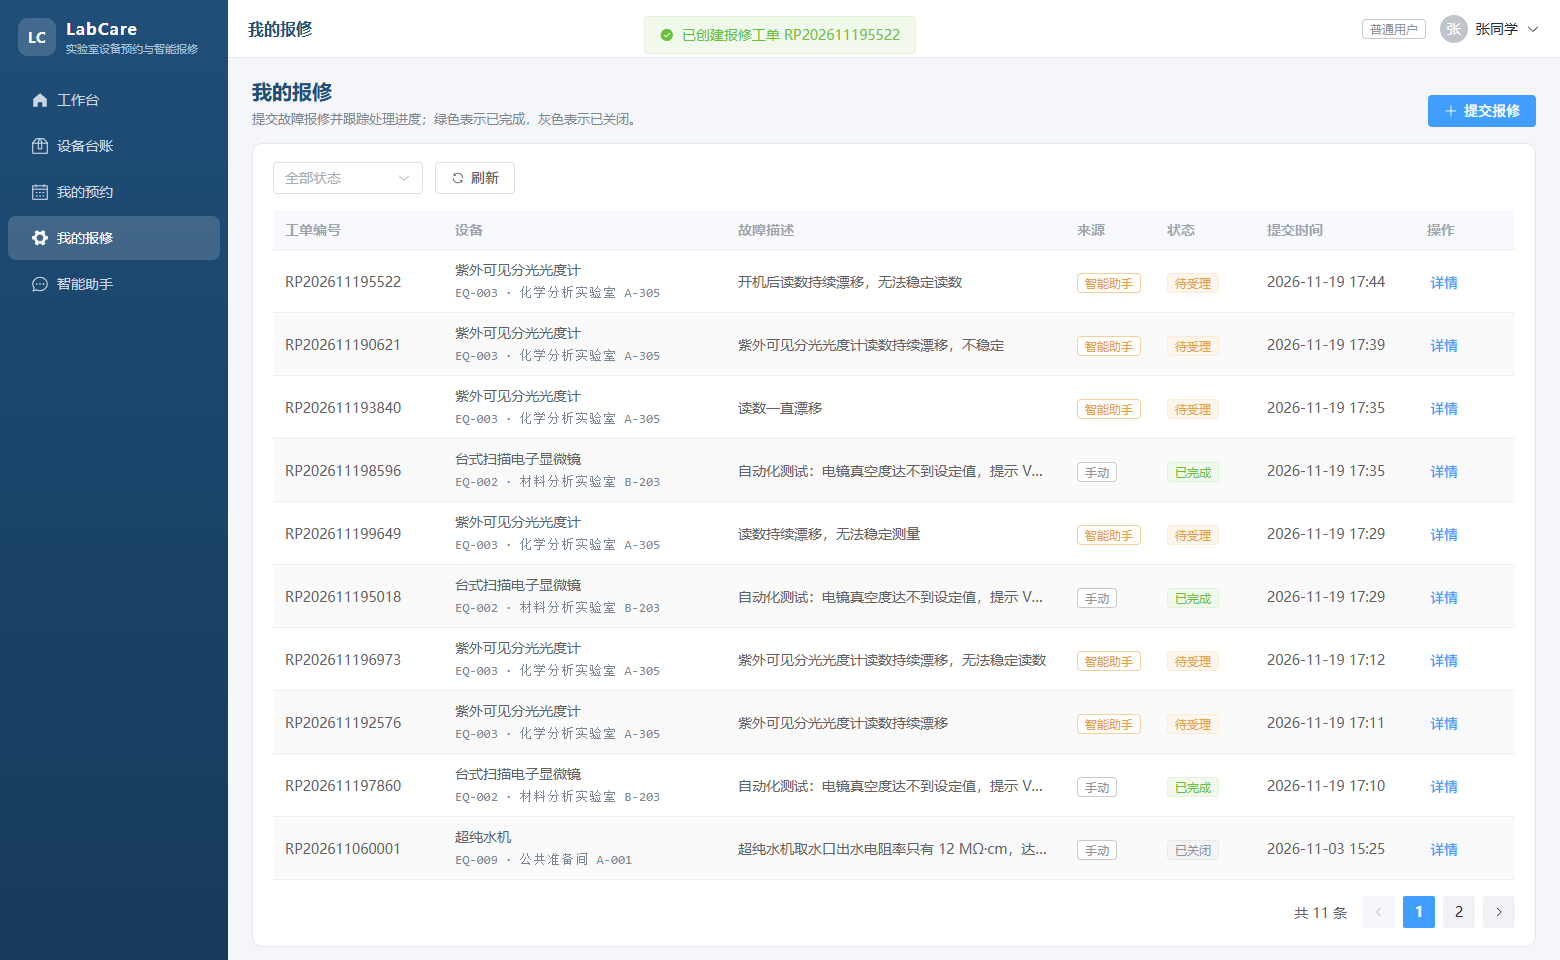 LC
LabCare
实验室设备预约与智能报修
工作台
设备台账
我的预约
我的报修
智能助手
我的报修
已创建报修工单 RP202611195522
普通用户
张
张同学
我的报修
提交故障报修并跟踪处理进度；绿色表示已完成，灰色表示已关闭。
提交报修
全部状态
刷新
工单编号 设备 故障描述 来源 状态 提交时间 操作
RP202611195522 紫外可见分光光度计 开机后读数持续漂移，无法稳定读数 智能助手 待受理 2026-11-19 17:44 详情
EQ-003 · 化学分析实验室 A-305
RP202611190621 紫外可见分光光度计 紫外可见分光光度计读数持续漂移，不稳定 智能助手 待受理 2026-11-19 17:39 详情
EQ-003 · 化学分析实验室 A-305
RP202611193840 紫外可见分光光度计 读数一直漂移 智能助手 待受理 2026-11-19 17:35 详情
EQ-003 · 化学分析实验室 A-305
RP202611198596 台式扫描电子显微镜 自动化测试：电镜真空度达不到设定值，提示 V... 手动 已完成 2026-11-19 17:35 详情
EQ-002 · 材料分析实验室 B-203
RP202611199649 紫外可见分光光度计 读数持续漂移，无法稳定测量 智能助手 待受理 2026-11-19 17:29 详情
EQ-003 · 化学分析实验室 A-305
RP202611195018 台式扫描电子显微镜 自动化测试：电镜真空度达不到设定值，提示 V... 手动 已完成 2026-11-19 17:29 详情
EQ-002 · 材料分析实验室 B-203
RP202611196973 紫外可见分光光度计 紫外可见分光光度计读数持续漂移，无法稳定读数 智能助手 待受理 2026-11-19 17:12 详情
EQ-003 · 化学分析实验室 A-305
RP202611192576 紫外可见分光光度计 紫外可见分光光度计读数持续漂移 智能助手 待受理 2026-11-19 17:11 详情
EQ-003 · 化学分析实验室 A-305
RP202611197860 台式扫描电子显微镜 自动化测试：电镜真空度达不到设定值，提示 V... 手动 已完成 2026-11-19 17:10 详情
EQ-002 · 材料分析实验室 B-203
RP202611060001 超纯水机 超纯水机取水口出水电阻率只有 12 MΩ·cm，达... 手动 已关闭 2026-11-03 15:25 详情
EQ-009 · 公共准备间 A-001
共 11 条 1 2